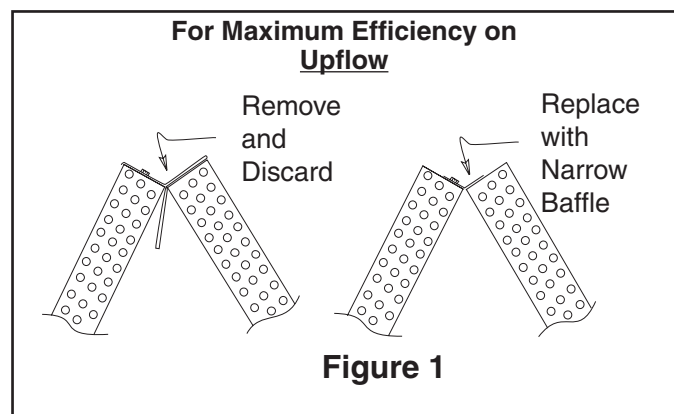 For Maximum Efficiency on
Upflow
Remove
and
Discard
Replace
with
Narrow
Baffle
Figure 1